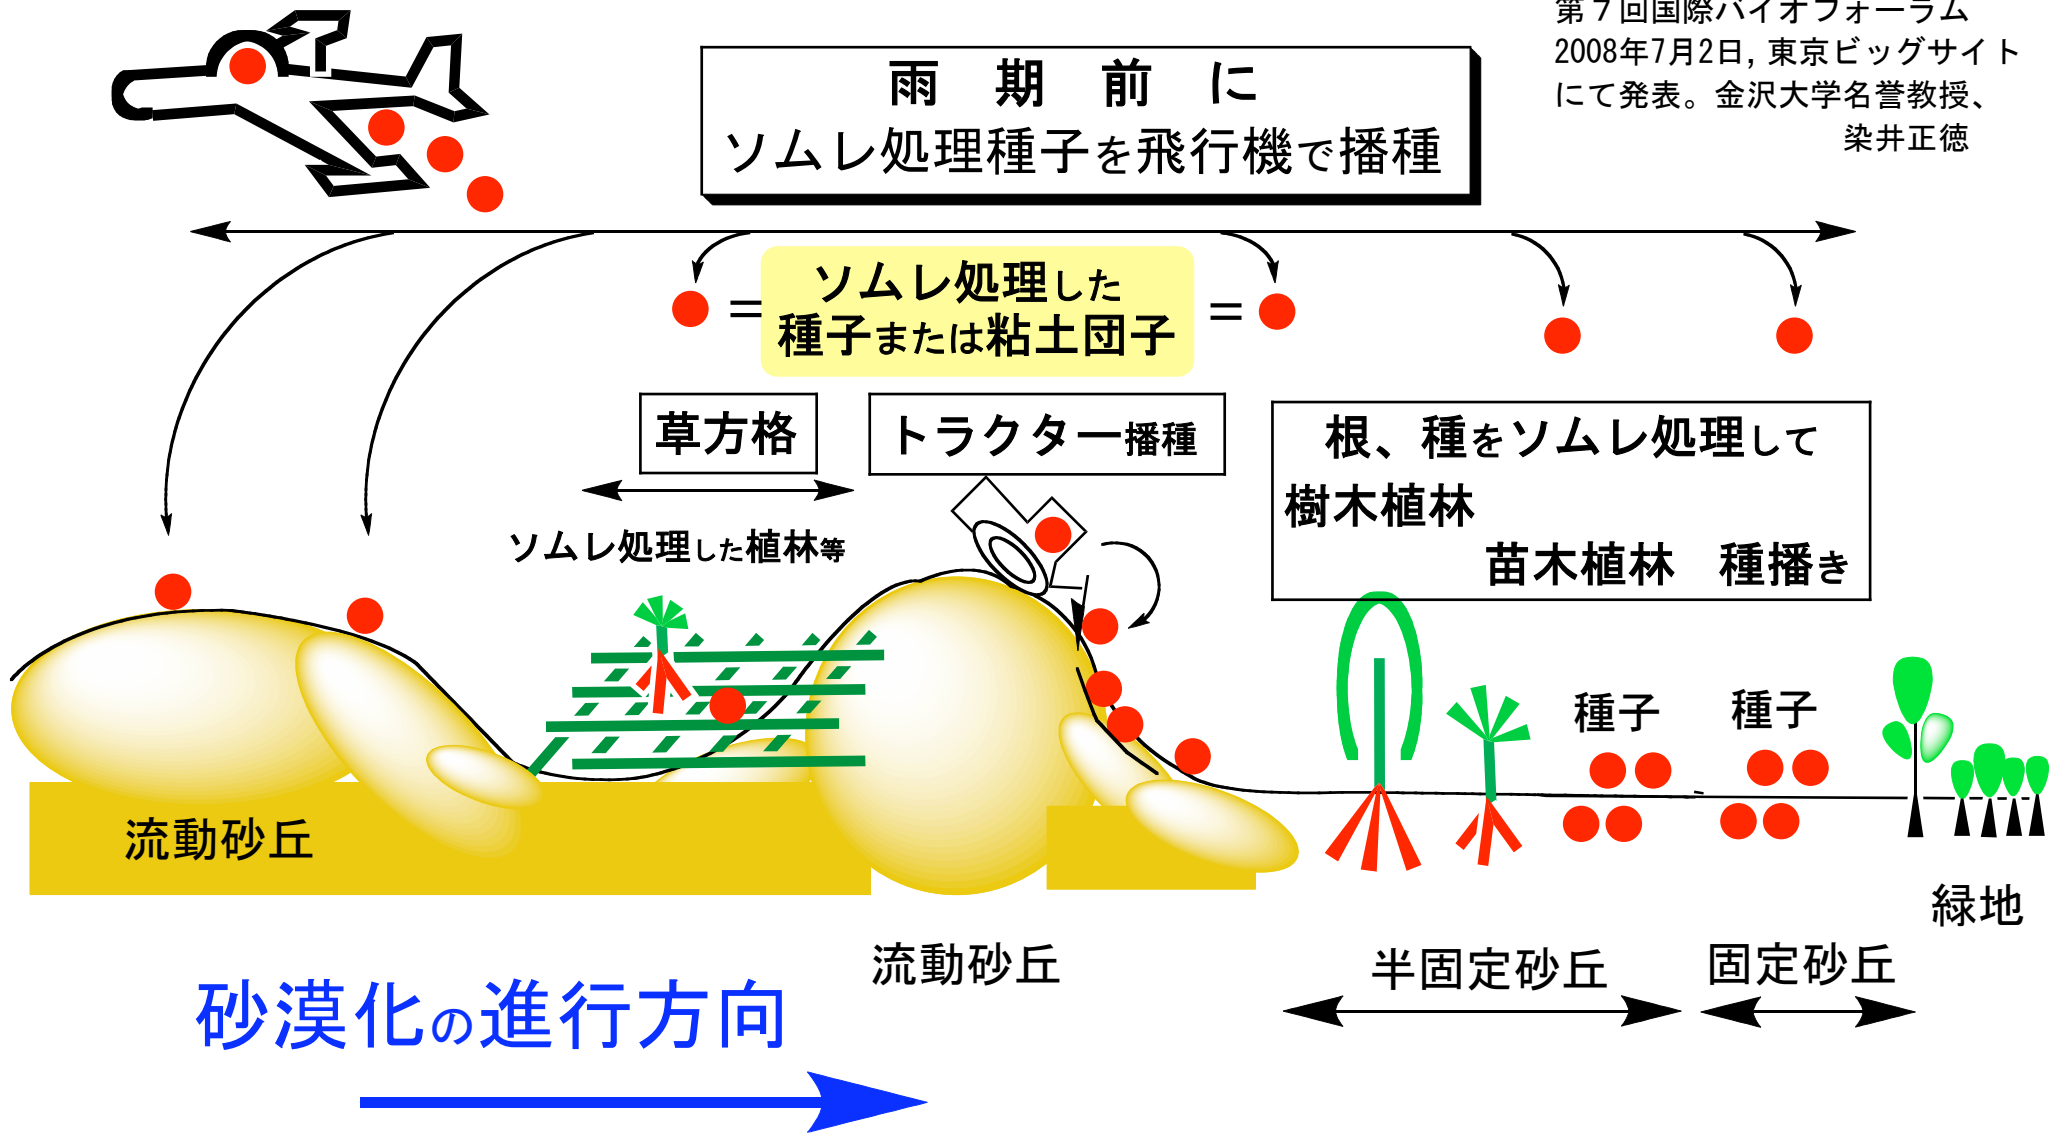 第７回国際バイオフォーラム
2008年7月2日, 東京ビッグサイト
にて発表。金沢大学名誉教授、
染井正徳
雨　期　前　に
ソムレ処理種子を飛行機で播種
＝
ソムレ処理した
種子または粘土団子
＝
草方格
トラクター播種
根、種をソムレ処理して
樹木植林
苗木植林　種播き
ソムレ処理した植林等
種子
種子
流動砂丘
緑地
流動砂丘
半固定砂丘
固定砂丘
砂漠化の進行方向